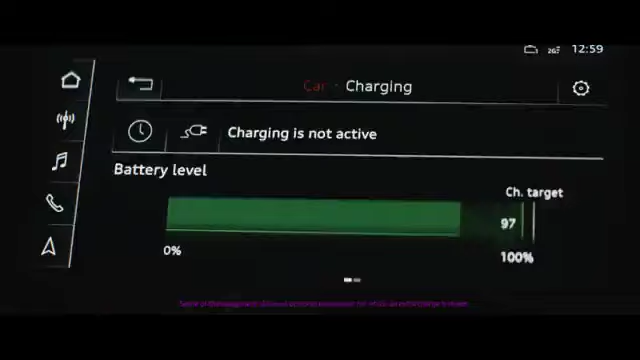 12:59
Car · Charging
Charging is not active
Battery level
Ch. target
97
0%
100%